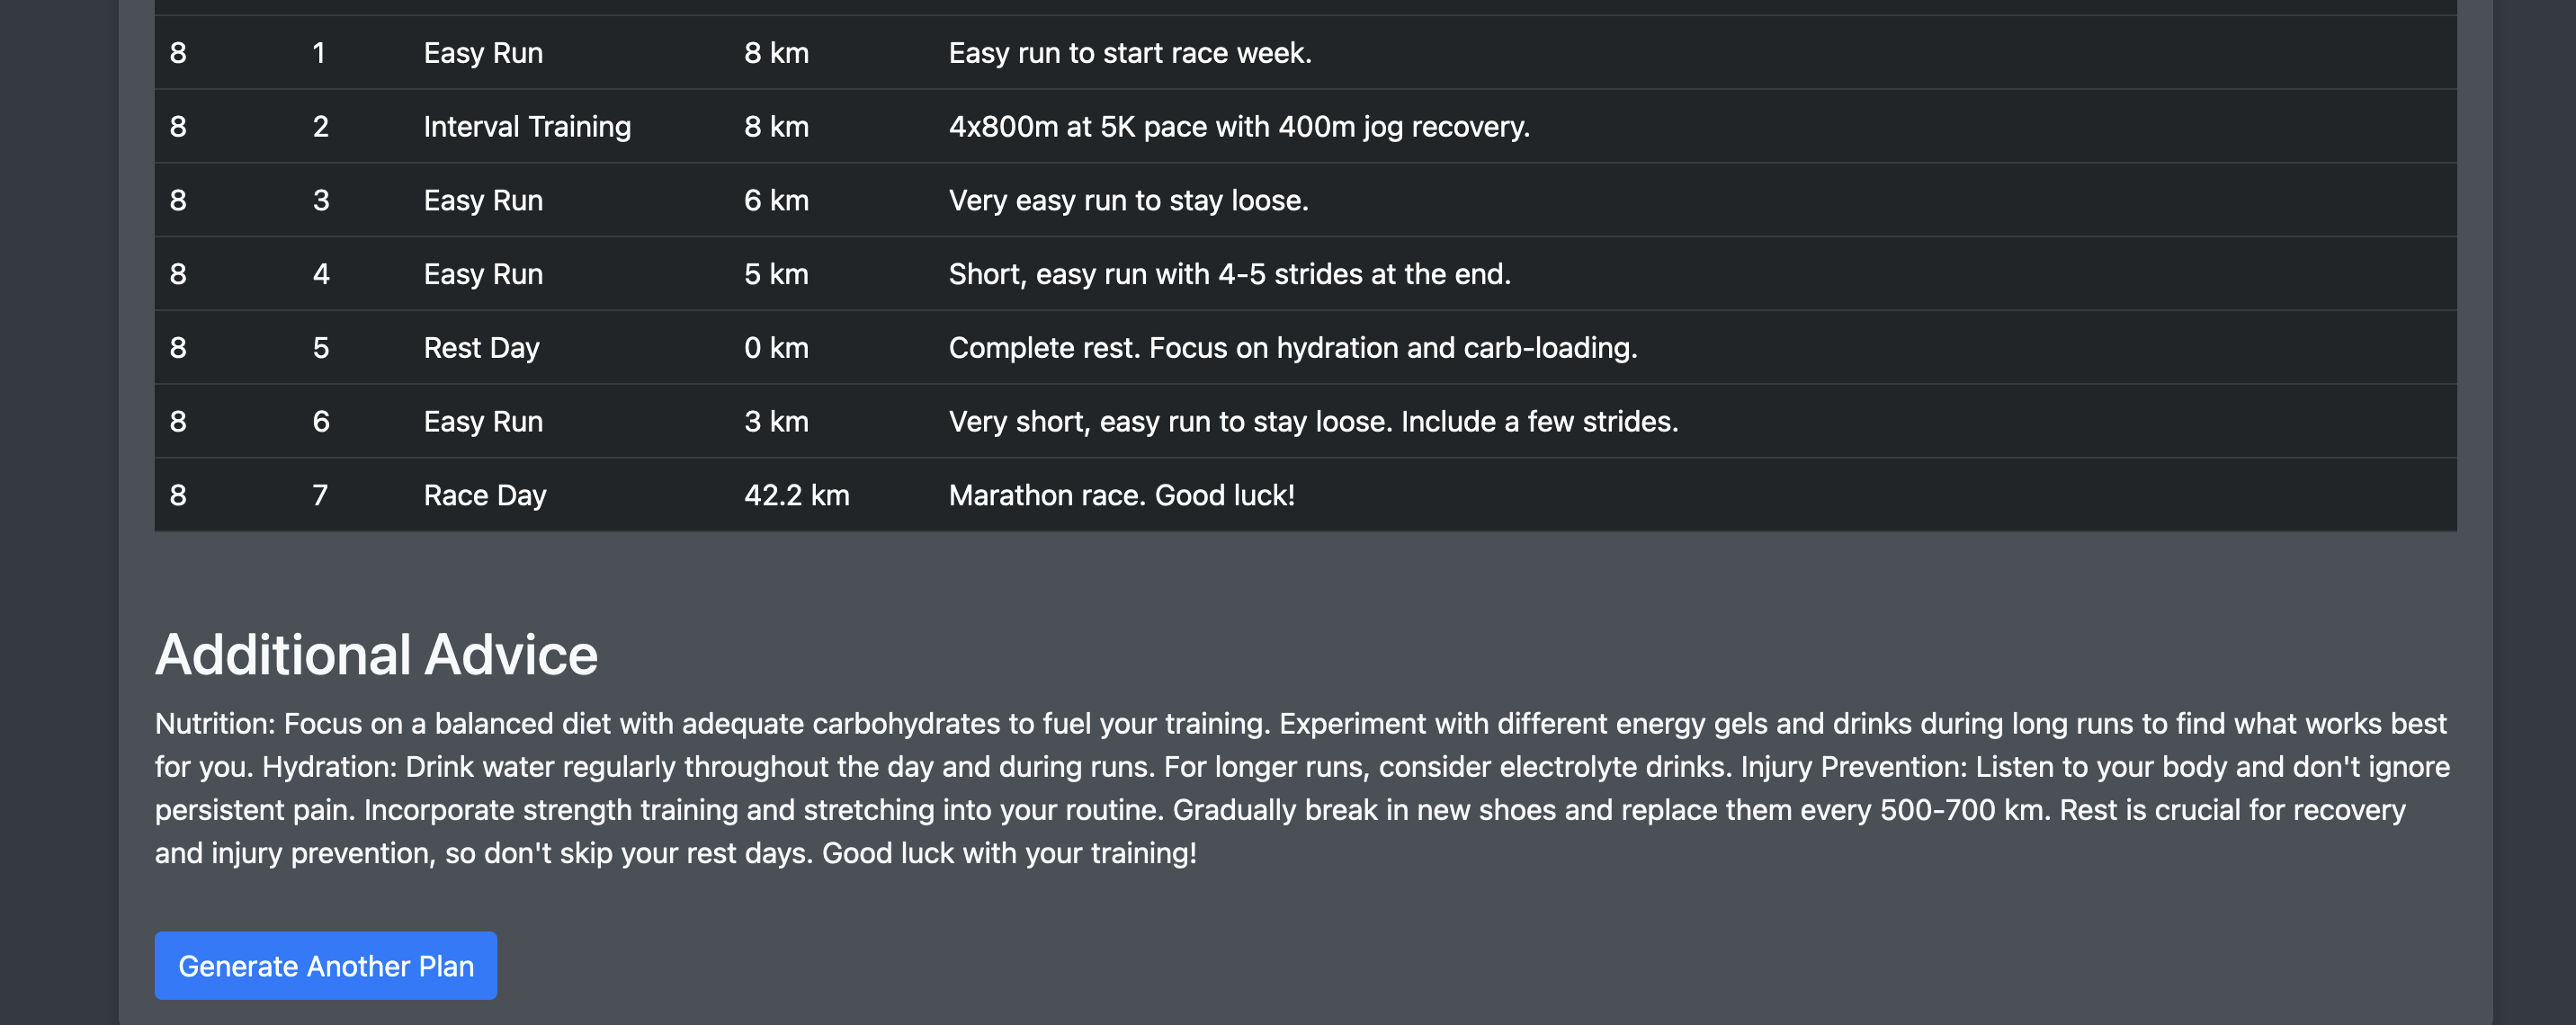 8 1 Easy Run 8 km Easy run to start race week.
8 2 Interval Training 8 km 4x800m at 5K pace with 400m jog recovery.
8 3 Easy Run 6 km Very easy run to stay loose.
8 4 Easy Run 5 km Short, easy run with 4-5 strides at the end.
8 5 Rest Day 0 km Complete rest. Focus on hydration and carb-loading.
8 6 Easy Run 3 km Very short, easy run to stay loose. Include a few strides.
8 7 Race Day 42.2 km Marathon race. Good luck!
Additional Advice
Nutrition: Focus on a balanced diet with adequate carbohydrates to fuel your training. Experiment with different energy gels and drinks during long runs to find what works best
for you. Hydration: Drink water regularly throughout the day and during runs. For longer runs, consider electrolyte drinks. Injury Prevention: Listen to your body and don't ignore
persistent pain. Incorporate strength training and stretching into your routine. Gradually break in new shoes and replace them every 500-700 km. Rest is crucial for recovery
and injury prevention, so don't skip your rest days. Good luck with your training!
Generate Another Plan